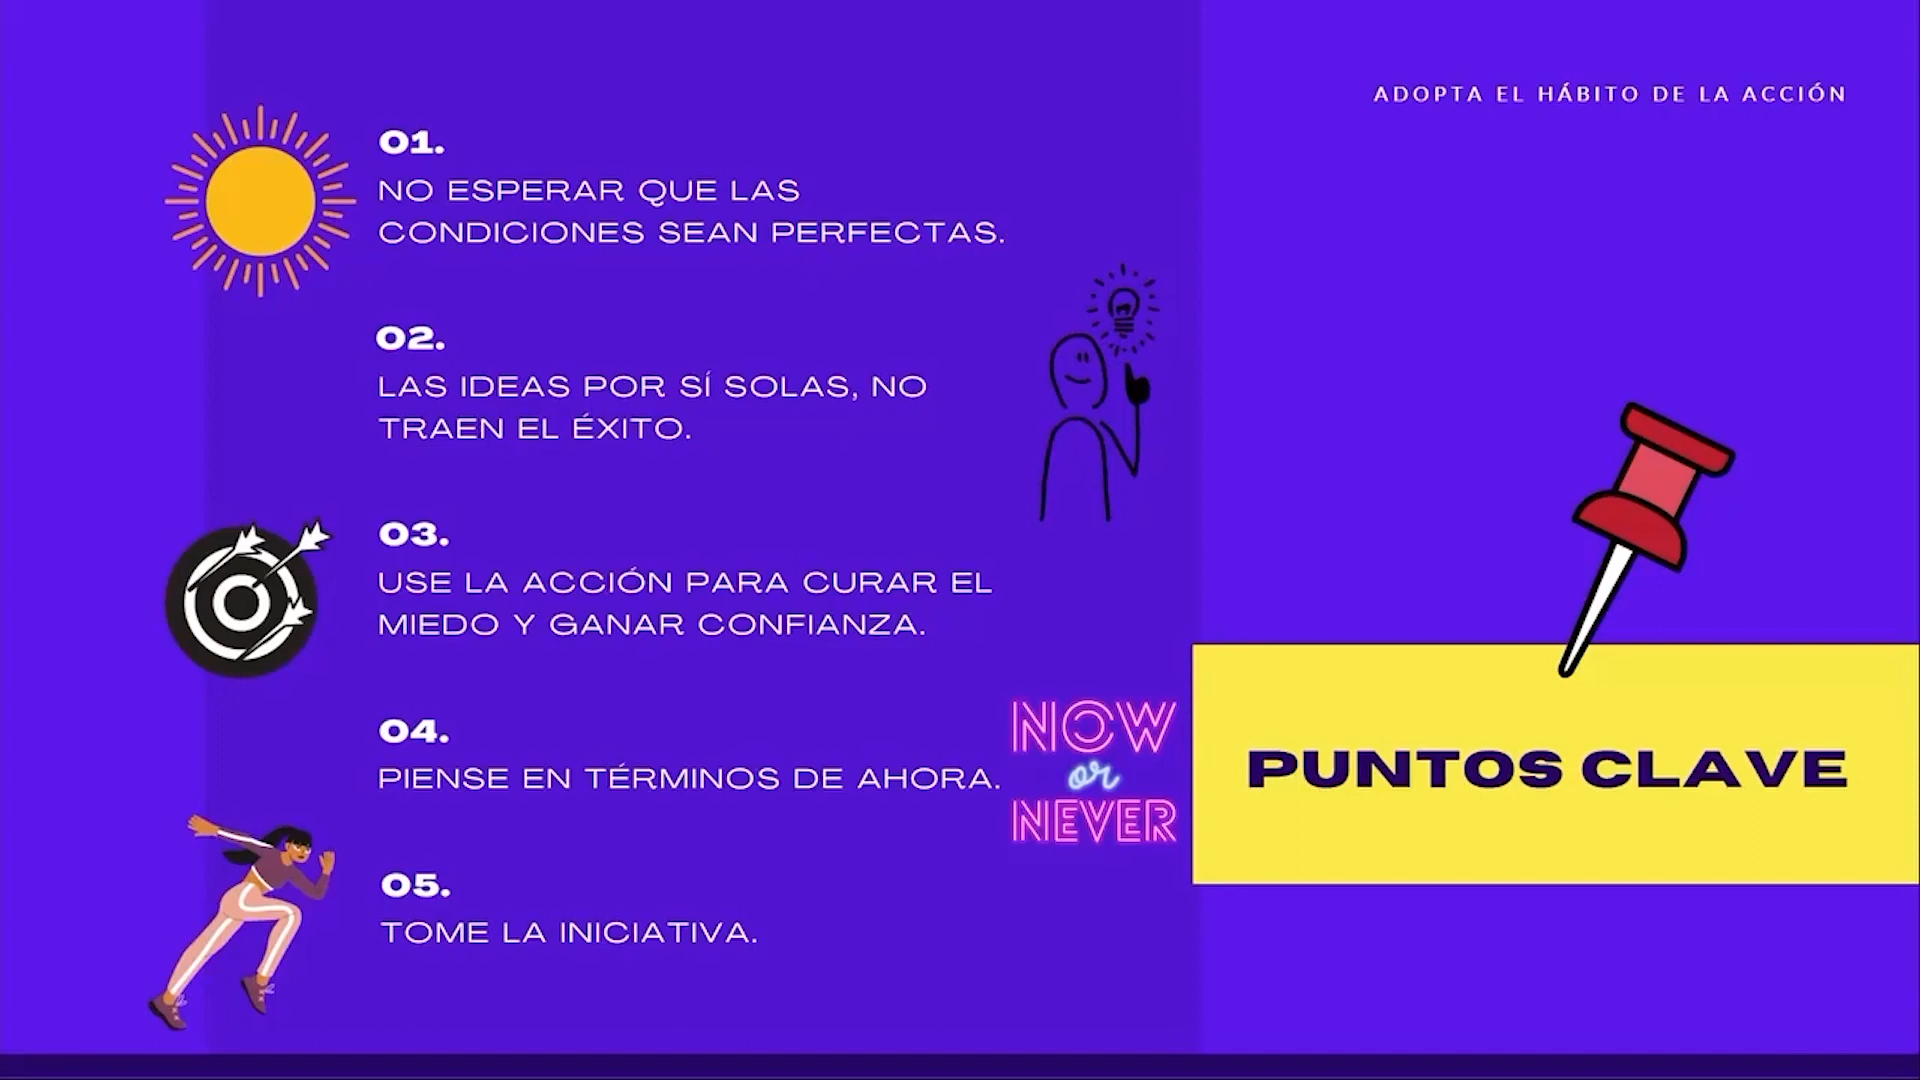 ADOPTA EL HÁBITO DE LA ACCIÓN
01.
NO ESPERAR QUE LAS
CONDICIONES SEAN PERFECTAS.
02.
LAS IDEAS POR SÍ SOLAS, NO
TRAEN EL ÉXITO.
03.
USE LA ACCIÓN PARA CURAR EL
MIEDO Y GANAR CONFIANZA.
04.
PIENSE EN TÉRMINOS DE AHORA.
NOW
or
NEVER
05.
TOME LA INICIATIVA.
PUNTOS CLAVE